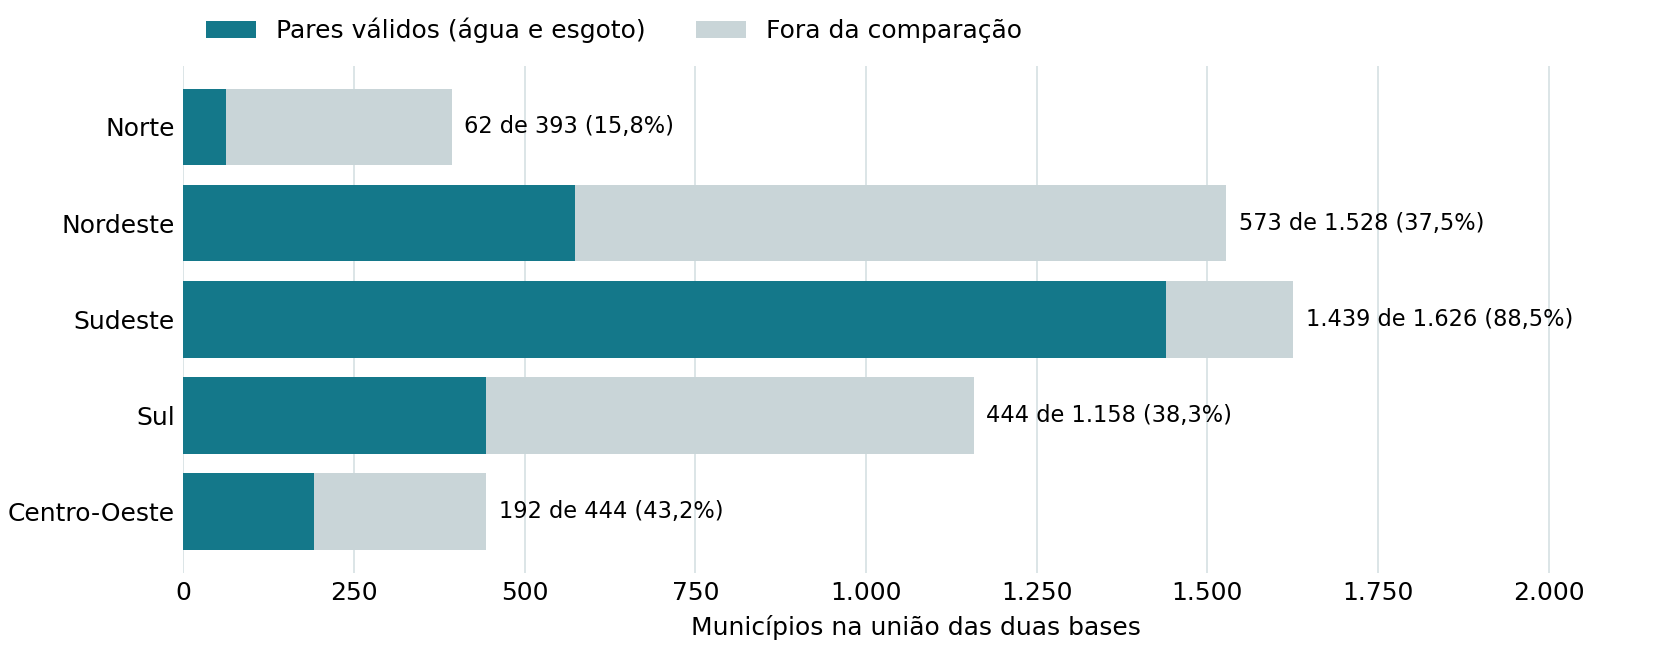 Pares válidos (água e esgoto) Fora da comparação
Norte 62 de 393 (15,8%)
Nordeste 573 de 1.528 (37,5%)
Sudeste 1.439 de 1.626 (88,5%)
Sul 444 de 1.158 (38,3%)
Centro-Oeste 192 de 444 (43,2%)
0 250 500 750 1.000 1.250 1.500 1.750 2.000
Municípios na união das duas bases